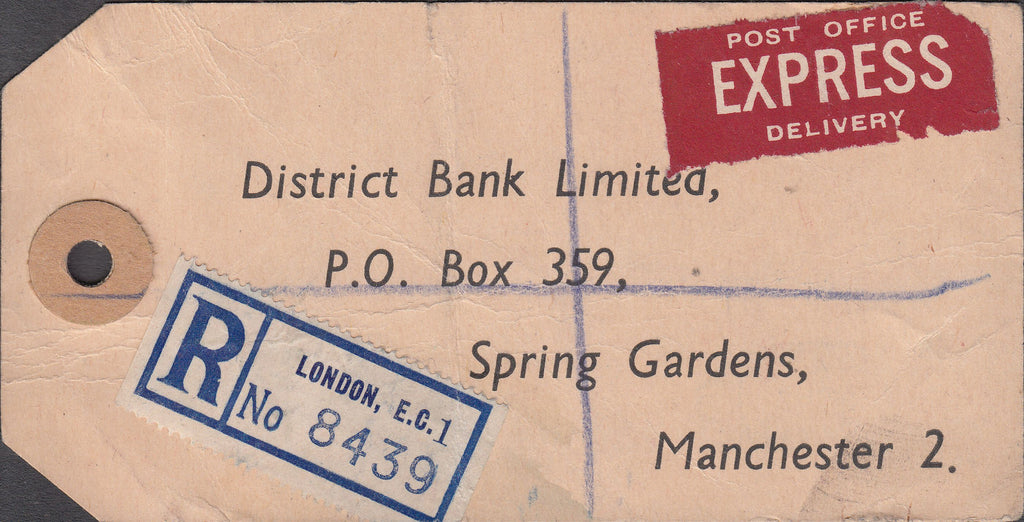 POST OFFICE
EXPRESS
DELIVERY
District Bank Limited,
P.O. Box 359,
Spring Gardens,
Manchester 2.
R
LONDON, E.C.1
No 8439